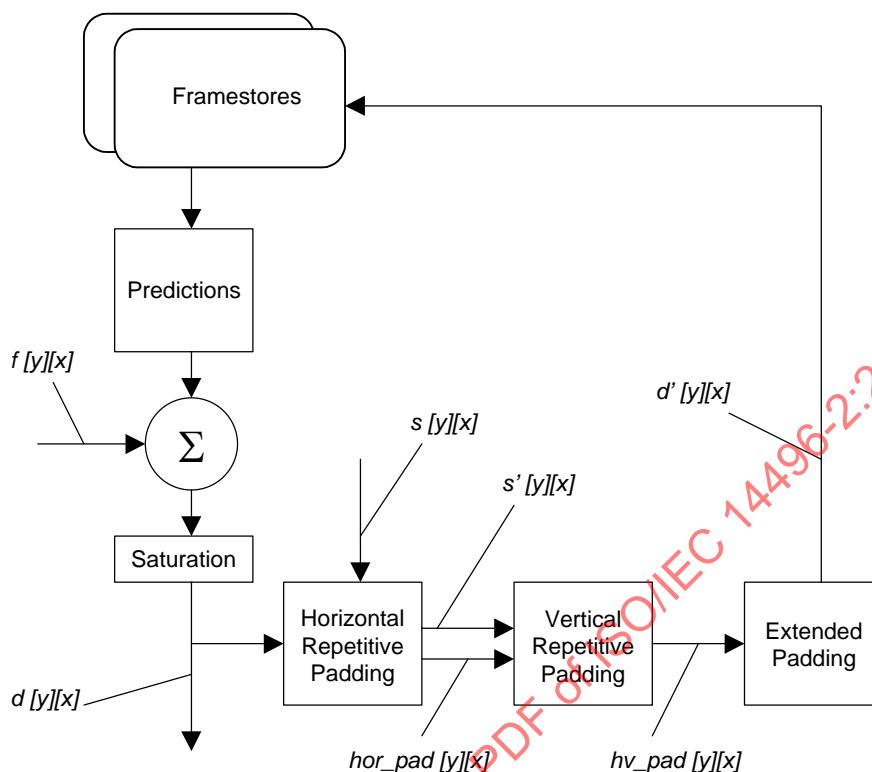 Framestores
Predictions
f [y][x]
d' [y][x]
s [y][x]
Σ
s' [y][x]
Saturation
Horizontal
Repetitive
Padding
Vertical
Repetitive
Padding
Extended
Padding
d [y][x]
hor_pad [y][x]
hv_pad [y][x]
PDF of ISO/IEC 14496-2:2